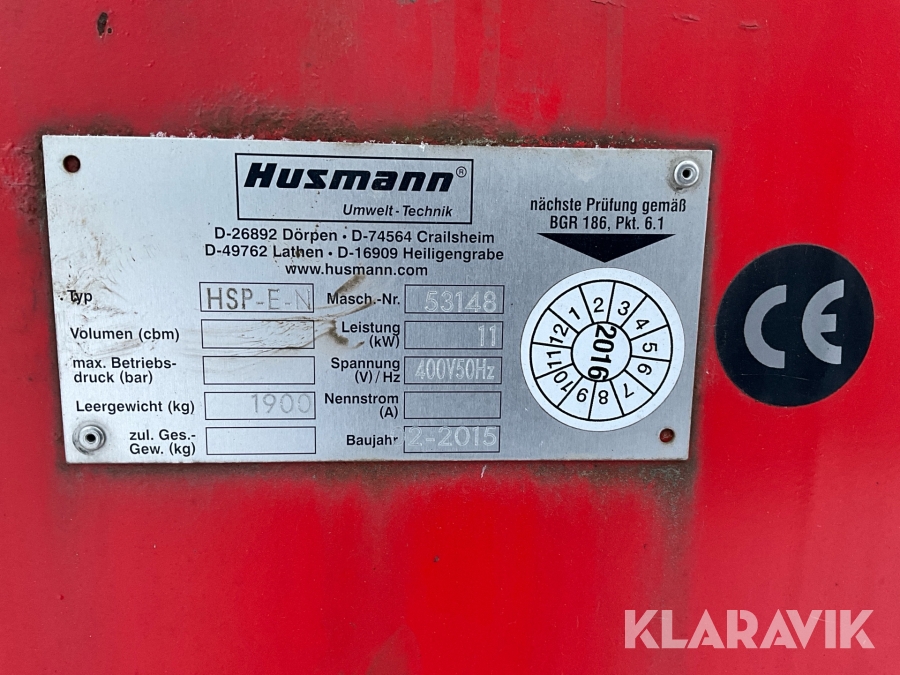 Husmann®
Umwelt-Technik
D-26892 Dörpen · D-74564 Crailsheim
D-49762 Lathen · D-16909 Heiligengrabe
www.husmann.com
nächste Prüfung gemäß
BGR 186, Pkt. 6.1
1 2 3 4 5 6 7 8 9 10 11 12
2016
Typ HSP-E-N Masch.-Nr. 53148
Volumen (cbm) Leistung (kW) 11
max. Betriebs-
druck (bar) Spannung (V)/Hz 400V50Hz
Leergewicht (kg) 1900 Nennstrom (A)
zul. Ges.-
Gew. (kg) Baujahr 2-2015
CE
KLARAVIK